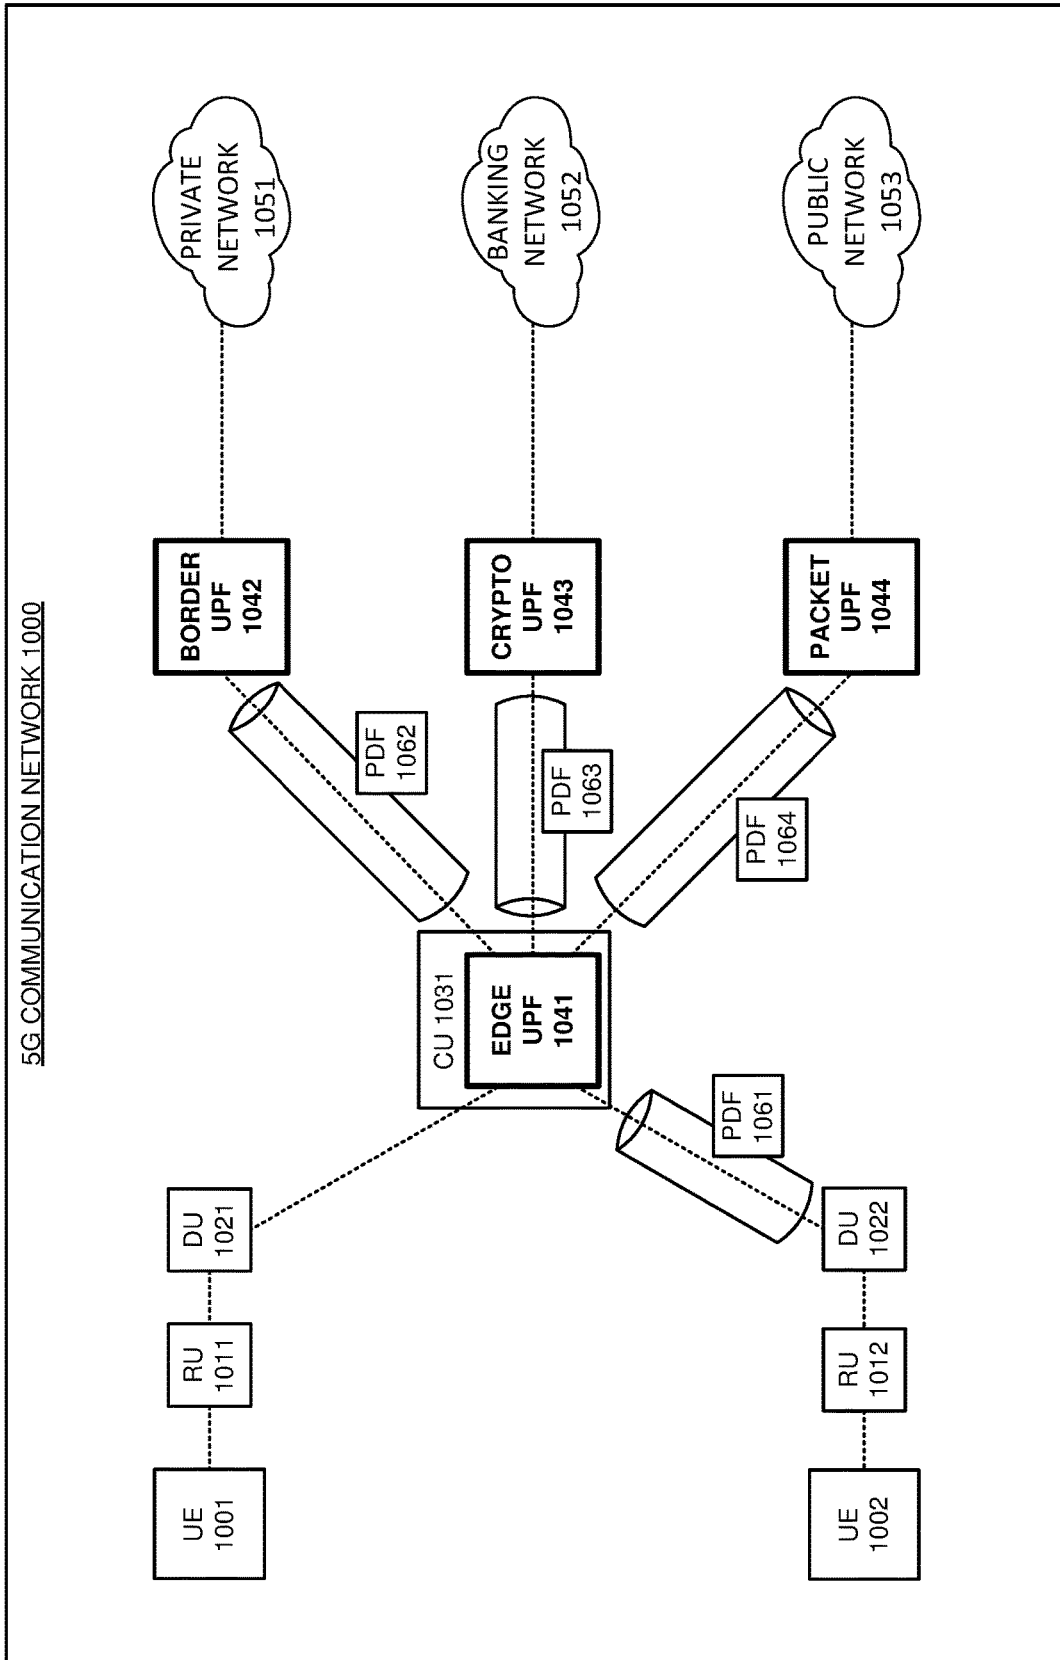 5G COMMUNICATION NETWORK 1000
UE
1001
RU
1011
DU
1021
CU 1031
EDGE
UPF
1041
PDF
1062
BORDER
UPF
1042
PRIVATE
NETWORK
1051
PDF
1063
CRYPTO
UPF
1043
BANKING
NETWORK
1052
UE
1002
RU
1012
DU
1022
PDF
1061
PDF
1064
PACKET
UPF
1044
PUBLIC
NETWORK
1053